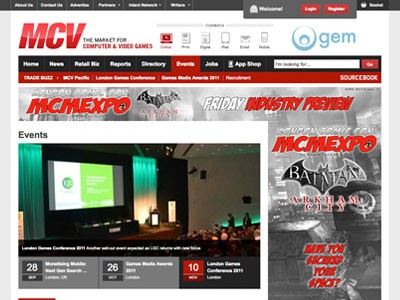 Advertise
Partners
Intent Network
Writers
Contact Us
Basket
Welcome!
Login
Register
MCV
THE MARKET FOR
COMPUTER & VIDEO GAMES
FORMATS
Online
Print
Digital
iPad
Mobile
Email
gem
Home
News
Retail Biz
Reports
Directory
Events
Jobs
App Shop
I'm looking for...
GO
TRADE BUZZ
MCV Pacific
London Games Conference
Games Media Awards 2011
Recruitment
SOURCEBOOK
LONDON COMIC CON
MCMEXPO
BATMAN
ARKHAM CITY
FRIDAY INDUSTRY PREVIEW
Events
London Games Conference 2011 Another sell-out event expected as LGC returns with new focus
28
SEP
Monetising Mobile:
Next Gen Search ...
London, UK
26
OCT
Games Media
Awards 2011
London
10
NOV
London Games
Conference 2011
London
LONDON COMIC CON
MCMEXPO
BATMAN
ARKHAM CITY
HAVE YOU
BOOKED
YOUR
SPACE?